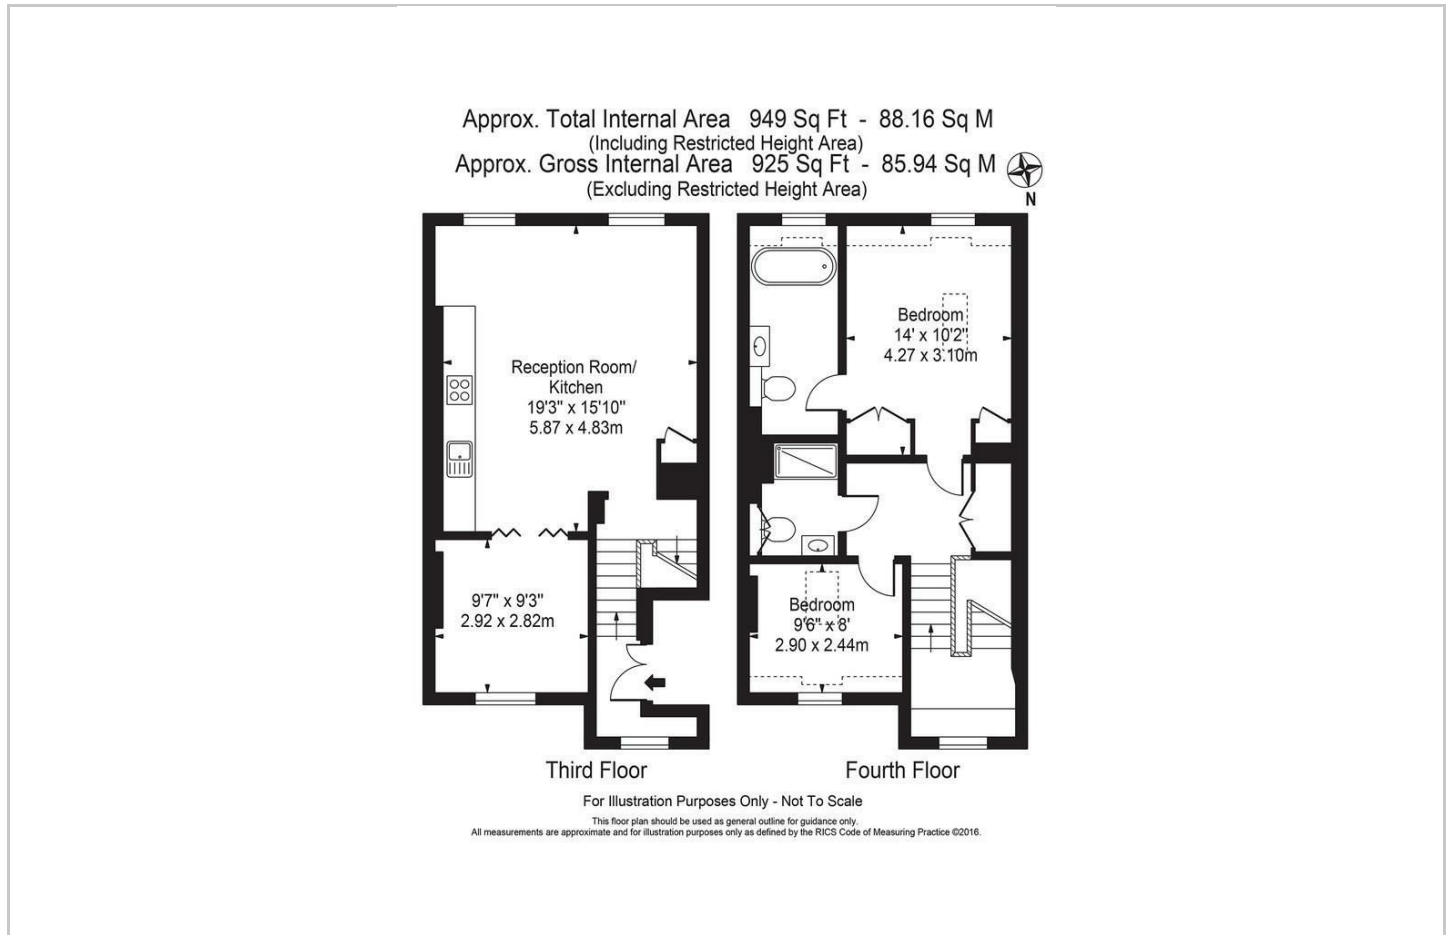 Approx. Total Internal Area 949 Sq Ft - 88.16 Sq M
(Including Restricted Height Area)
Approx. Gross Internal Area 925 Sq Ft - 85.94 Sq M
(Excluding Restricted Height Area)
N
Reception Room/
Kitchen
19'3" x 15'10"
5.87 x 4.83m
9'7" x 9'3"
2.92 x 2.82m
Third Floor
Bedroom
14' x 10'2"
4.27 x 3.10m
Bedroom
9'6" x 8'
2.90 x 2.44m
Fourth Floor
For Illustration Purposes Only - Not To Scale
This floor plan should be used as general outline for guidance only.
All measurements are approximate and for illustration purposes only as defined by the RICS Code of Measuring Practice ©2016.